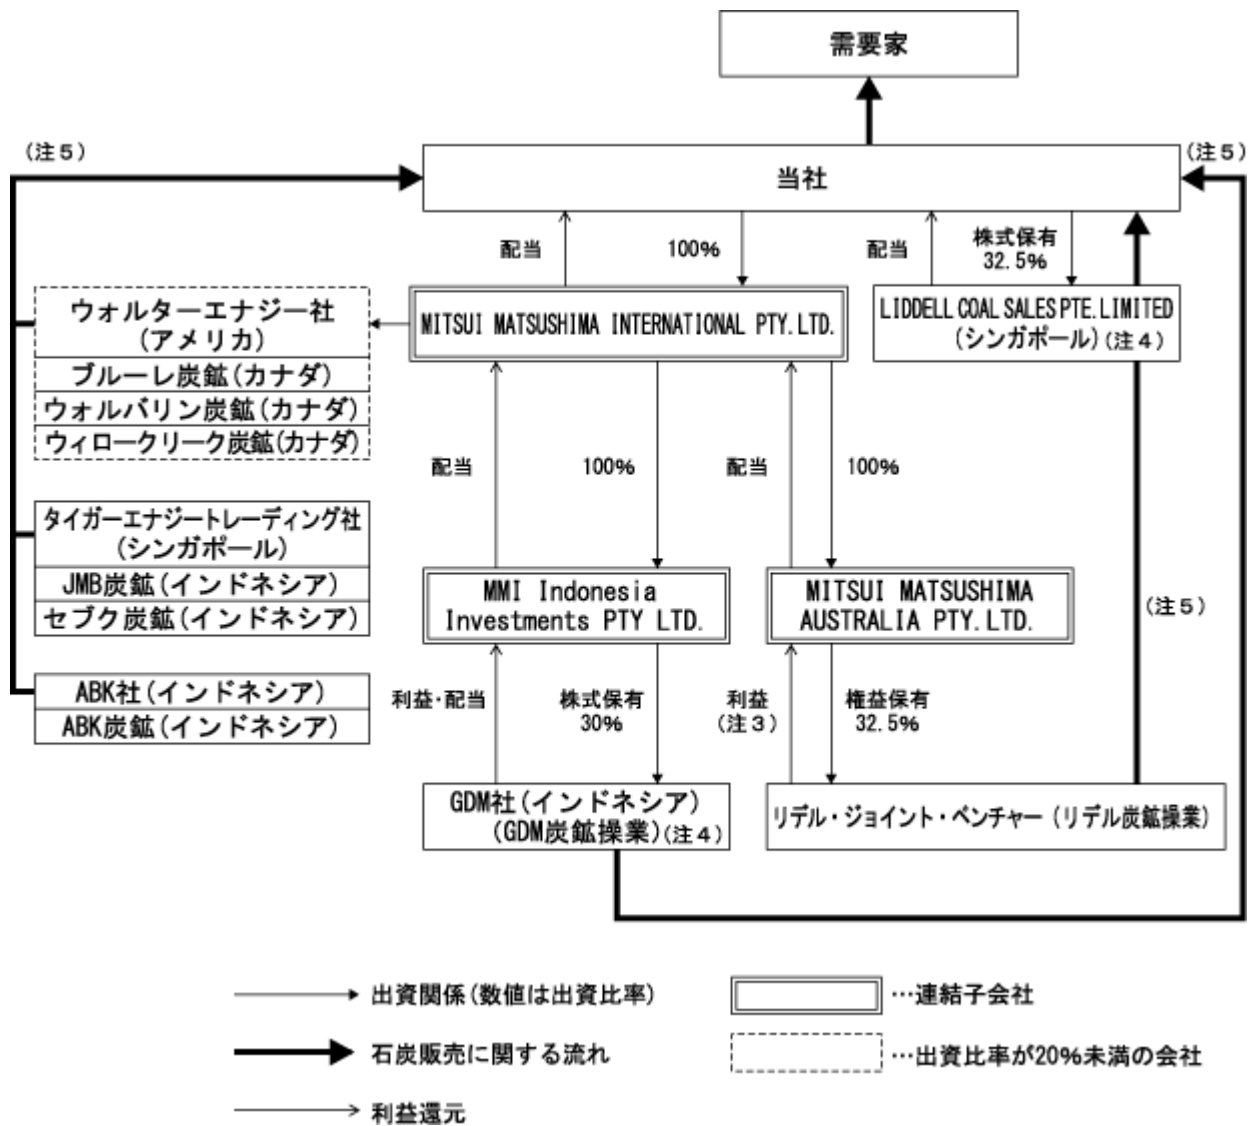 需要家
(注5)
(注5)
当社
配当
100%
配当
株式保有
32.5%
ウォルターエナジー社
(アメリカ)
ブルーレ炭鉱(カナダ)
ウォルバリン炭鉱(カナダ)
ウィロークリーク炭鉱(カナダ)
MITSUI MATSUSHIMA INTERNATIONAL PTY.LTD.
LIDDELL COAL SALES PTE.LIMITED
(シンガポール)(注4)
配当
100%
配当
100%
タイガーエナジートレーディング社
(シンガポール)
JMB炭鉱(インドネシア)
セブク炭鉱(インドネシア)
MMI Indonesia
Investments PTY LTD.
MITSUI MATSUSHIMA
AUSTRALIA PTY.LTD.
(注5)
ABK社(インドネシア)
ABK炭鉱(インドネシア)
利益・配当
株式保有
30%
利益
(注3)
権益保有
32.5%
GDM社(インドネシア)
(GDM炭鉱操業)(注4)
リデル・ジョイント・ベンチャー(リデル炭鉱操業)
出資関係(数値は出資比率)
…連結子会社
石炭販売に関する流れ
…出資比率が20%未満の会社
利益還元